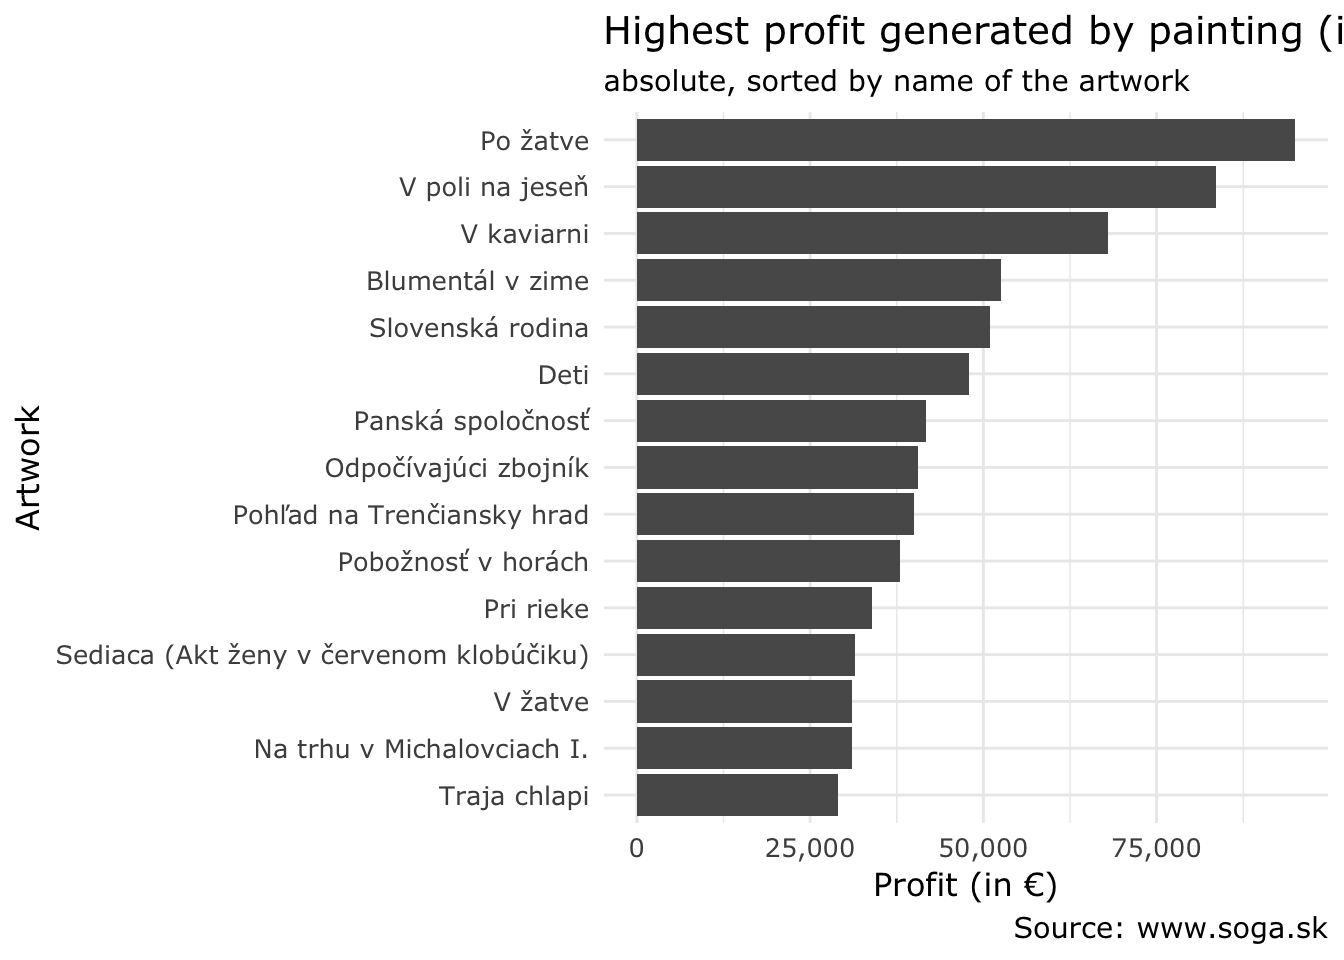 Highest profit generated by painting (i
absolute, sorted by name of the artwork
Artwork
Po žatve
V poli na jeseň
V kaviarni
Blumentál v zime
Slovenská rodina
Deti
Panská spoločnosť
Odpočívajúci zbojník
Pohľad na Trenčiansky hrad
Pobožnosť v horách
Pri rieke
Sediaca (Akt ženy v červenom klobúčiku)
V žatve
Na trhu v Michalovciach I.
Traja chlapi
0 25,000 50,000 75,000
Profit (in €)
Source: www.soga.sk